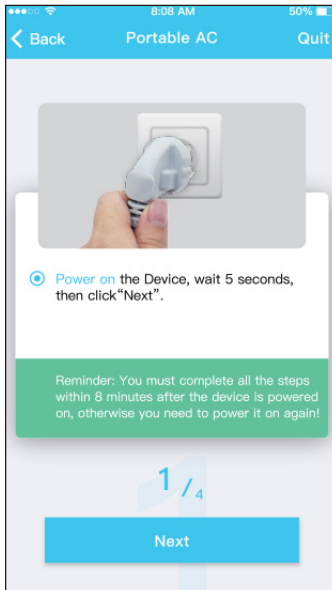 8:08 AM
50%
Back
Portable AC
Quit
Power on the Device, wait 5 seconds,
then click“Next”.
Reminder: You must complete all the steps
within 8 minutes after the device is powered
on, otherwise you need to power it on again!
1/4
Next